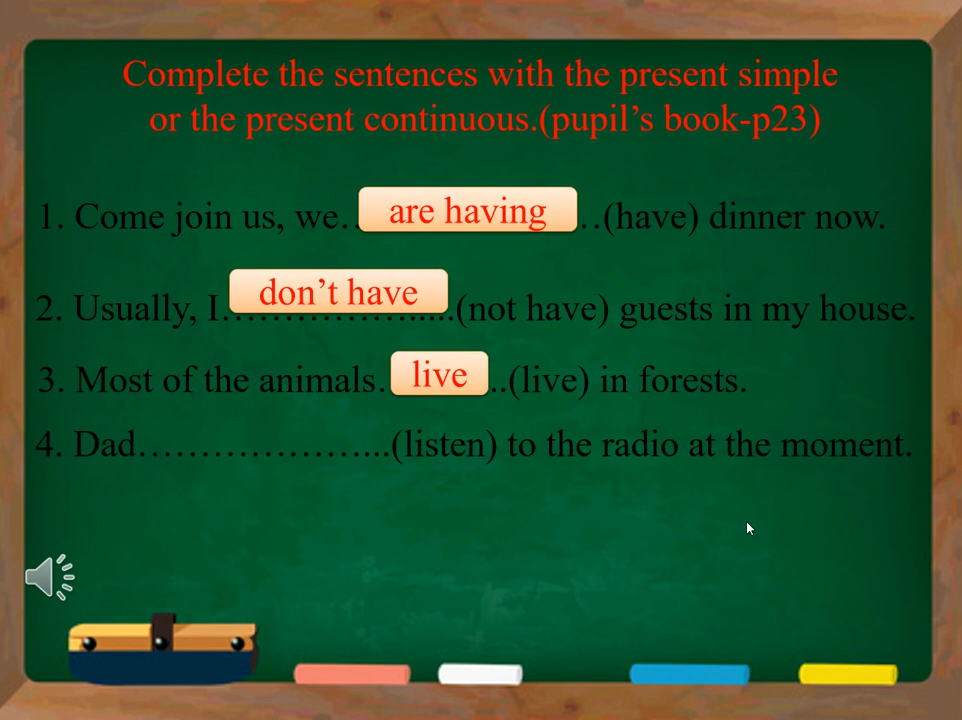 Complete the sentences with the present simple
or the present continuous.(pupil's book-p23)
1. Come join us, we. are having ..(have) dinner now.
2. Usually, I don't have ……………….....(not have) guests in my house.
3. Most of the animals. live ..(live) in forests.
4. Dad………………...(listen) to the radio at the moment.